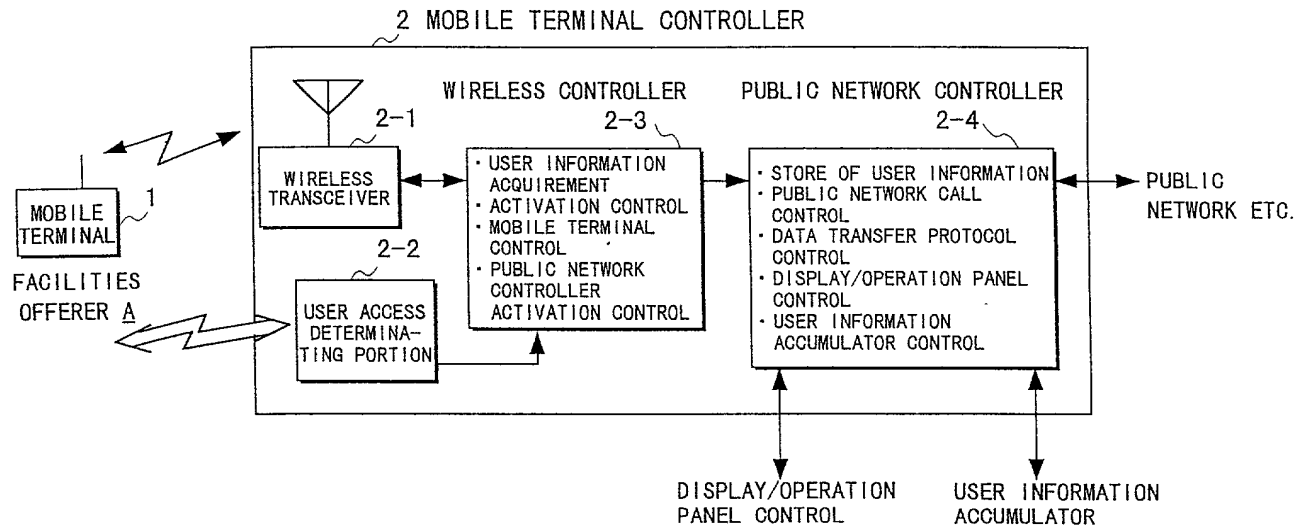 2 MOBILE TERMINAL CONTROLLER
WIRELESS CONTROLLER
PUBLIC NETWORK CONTROLLER
2-1
2-3
2-4
WIRELESS
TRANSCEIVER
· USER INFORMATION
ACQUIREMENT
· ACTIVATION CONTROL
· MOBILE TERMINAL
CONTROL
· PUBLIC NETWORK
CONTROLLER
ACTIVATION CONTROL
· STORE OF USER INFORMATION
· PUBLIC NETWORK CALL
CONTROL
· DATA TRANSFER PROTOCOL
CONTROL
· DISPLAY/OPERATION PANEL
CONTROL
· USER INFORMATION
ACCUMULATOR CONTROL
PUBLIC
NETWORK ETC.
1
MOBILE
TERMINAL
FACILITIES
OFFERER A
2-2
USER ACCESS
DETERMINA-
TING PORTION
DISPLAY/OPERATION
PANEL CONTROL
USER INFORMATION
ACCUMULATOR